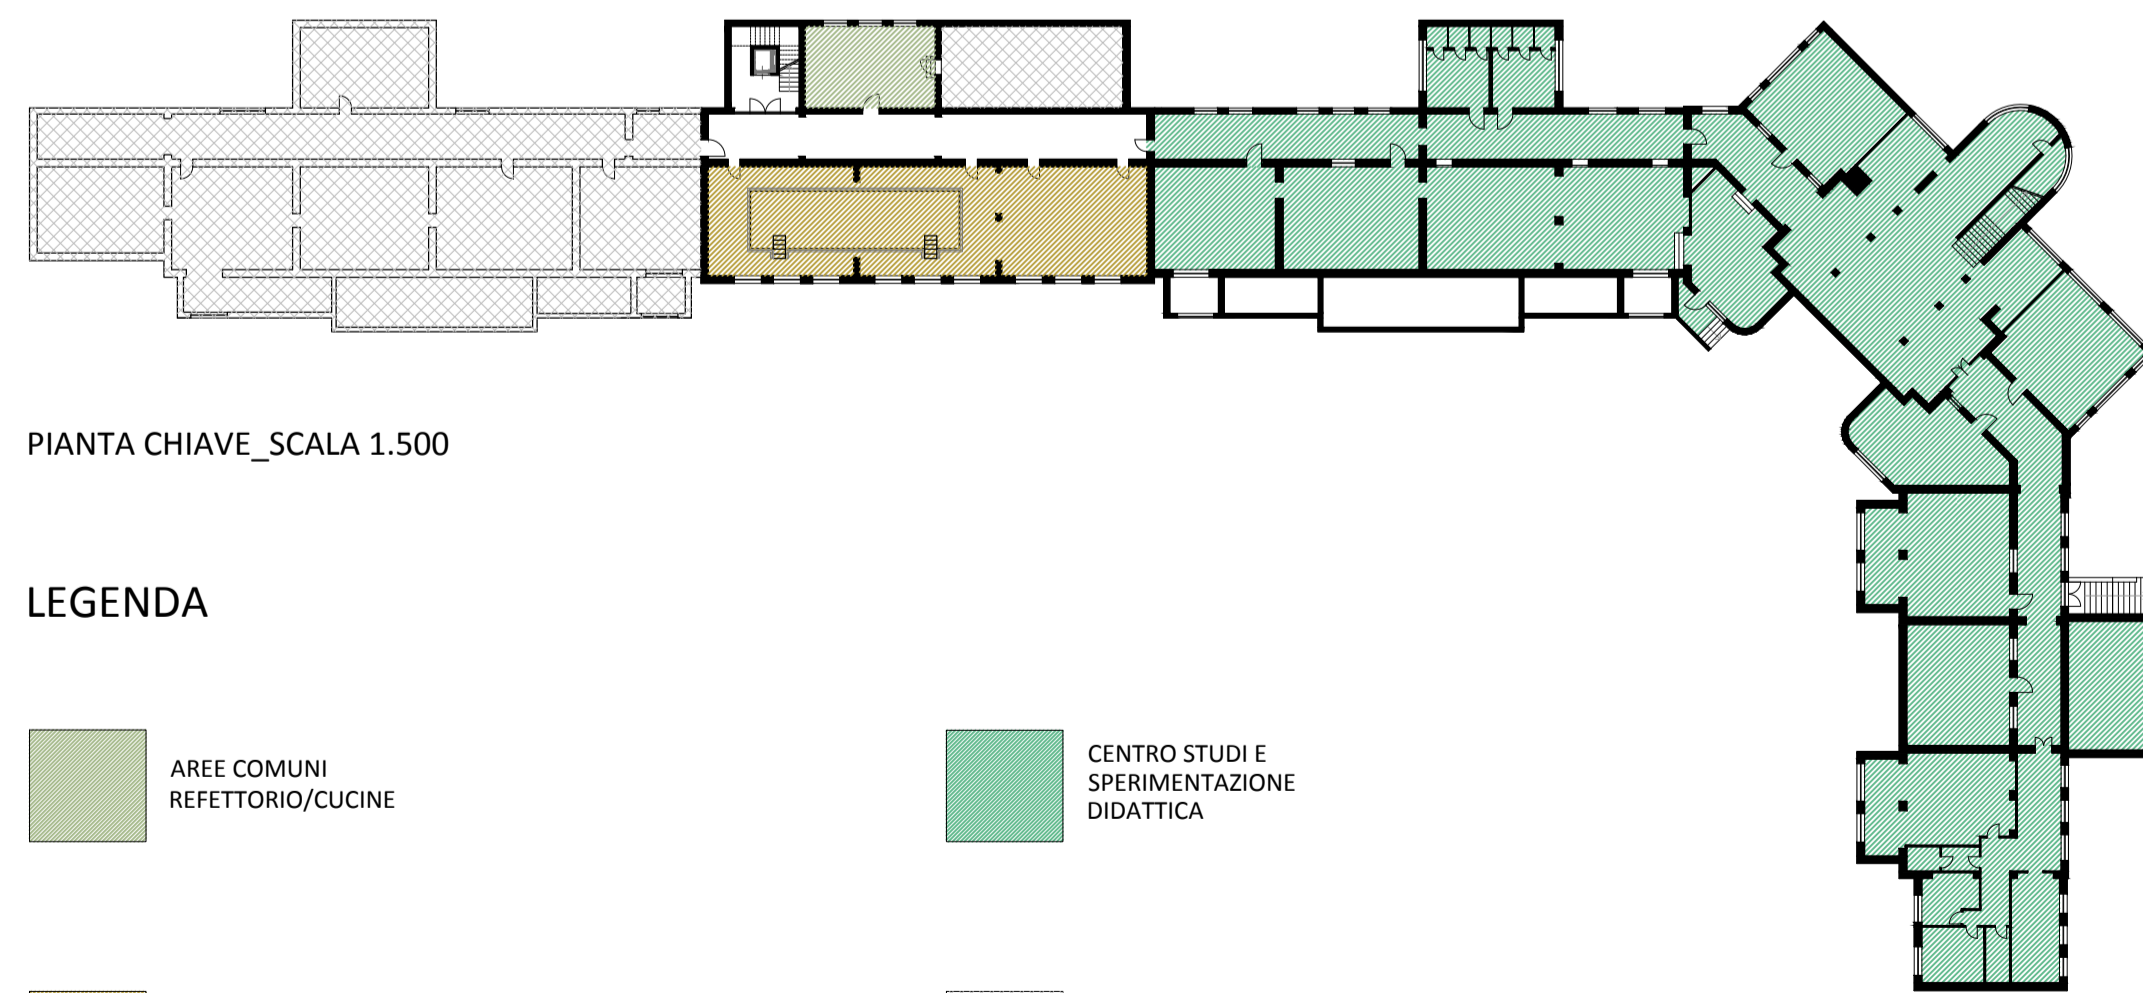 PIANTA CHIAVE_SCALA 1.500
LEGENDA
AREE COMUNI
REFETTORIO/CUCINE
CENTRO STUDI E
SPERIMENTAZIONE
DIDATTICA